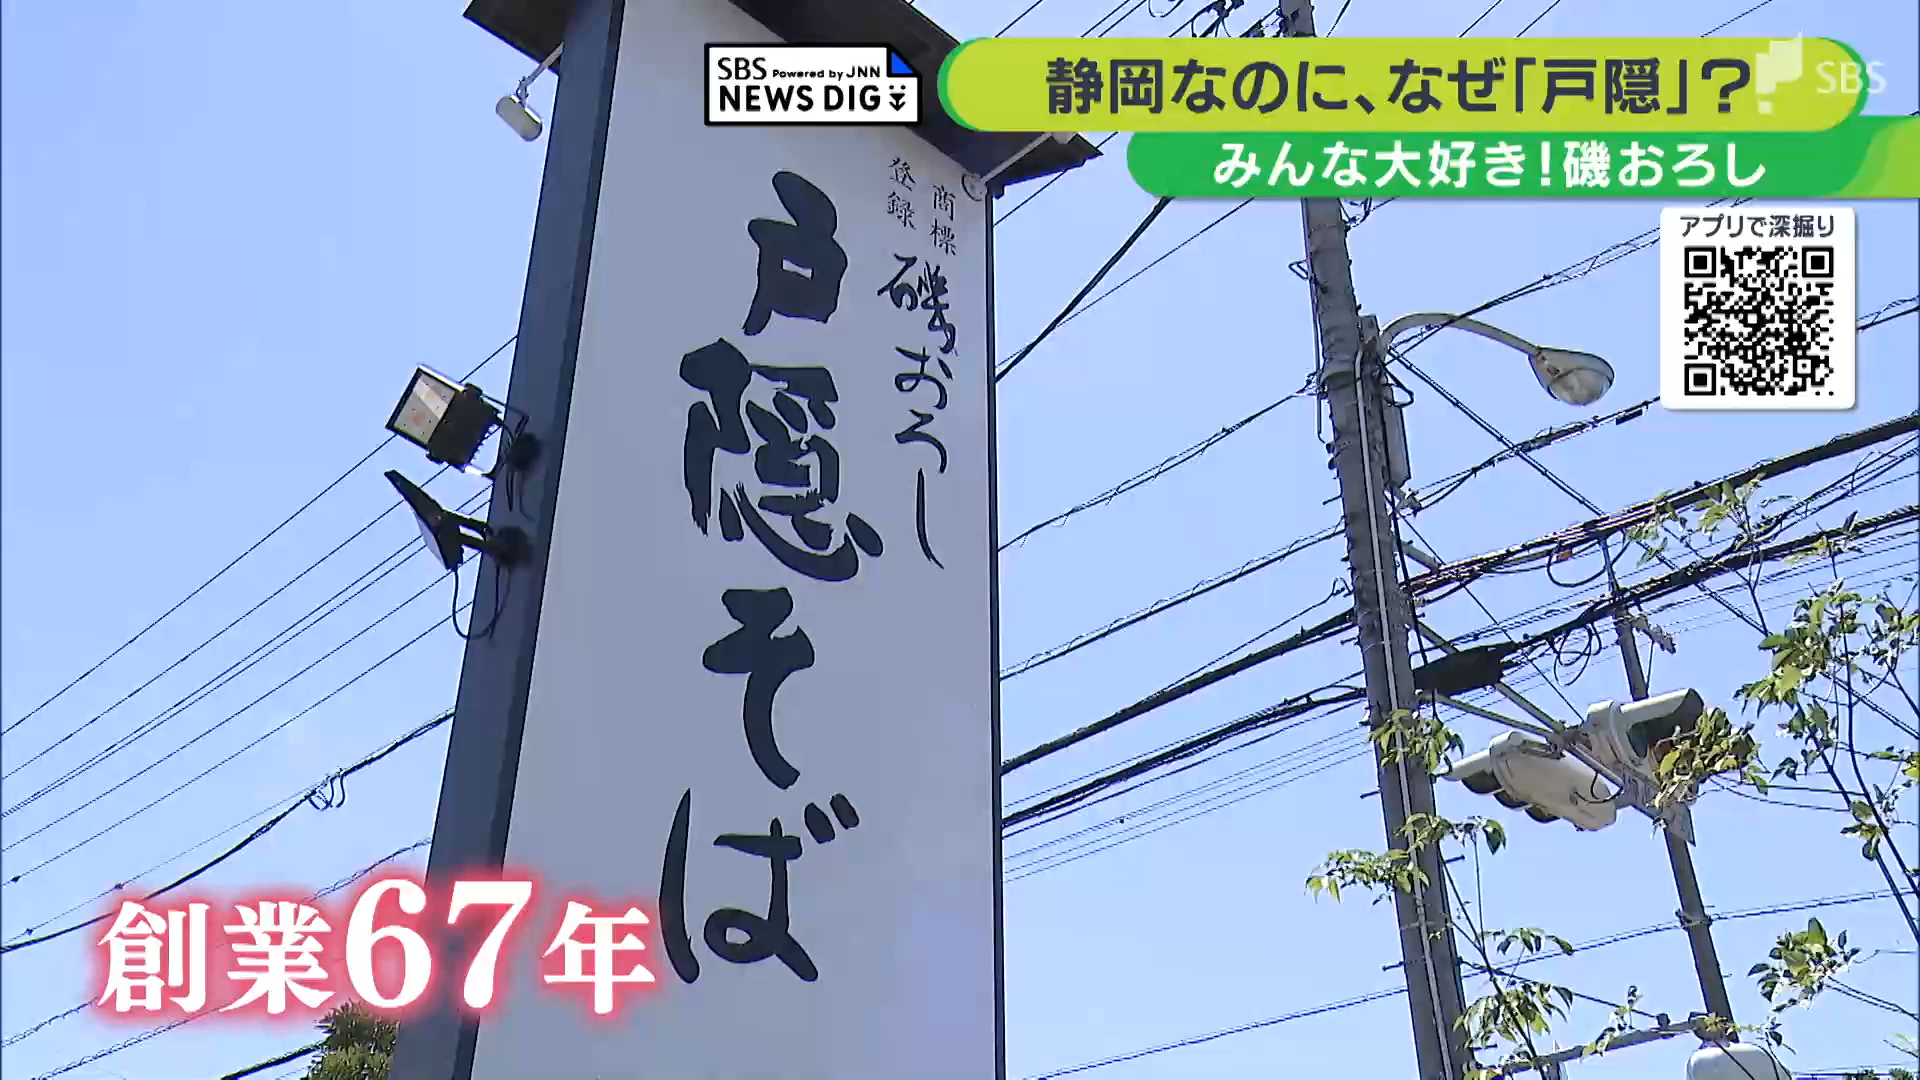 SBS Powered by JNN
NEWS DIG
静岡なのに、なぜ「戸隠」?
SBS
みんな大好き!磯おろし
アプリで深掘り
商標
登録
磯おろし
戸隠そば
創業67年